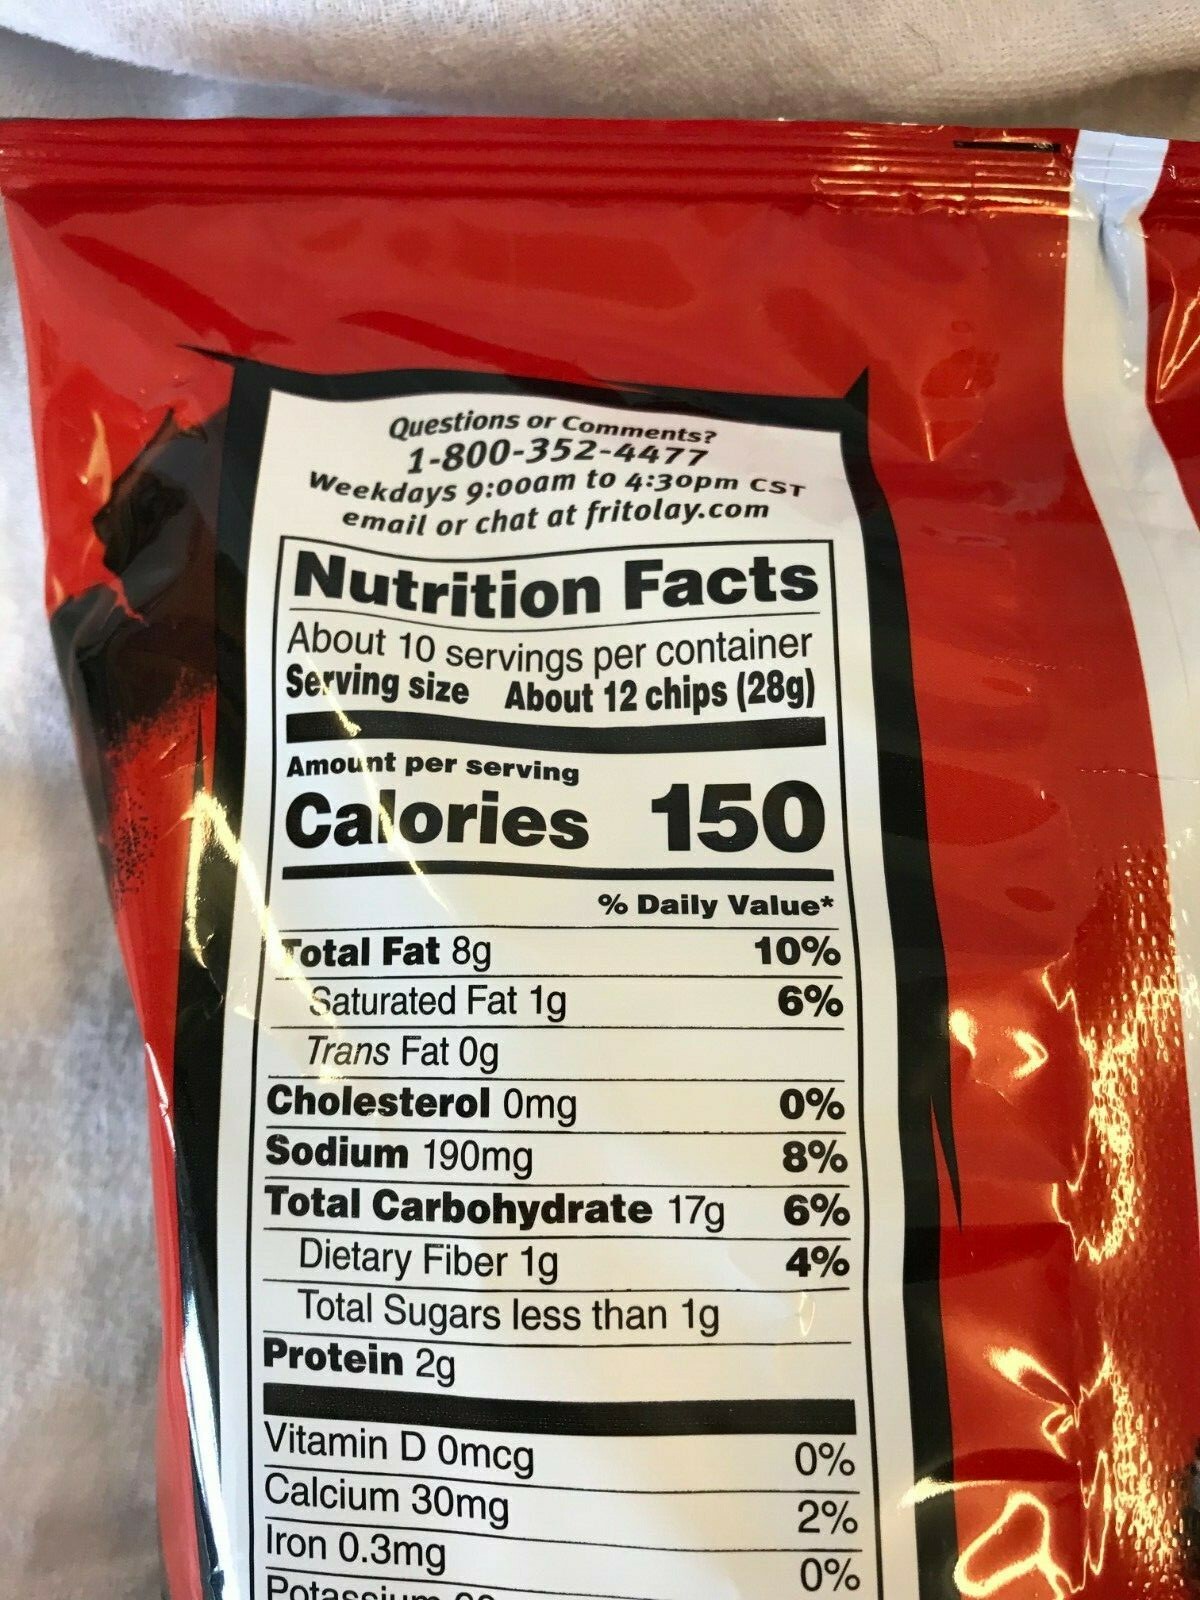 Questions or Comments?
1-800-352-4477
Weekdays 9:00am to 4:30pm CST
email or chat at fritolay.com
Nutrition Facts
About 10 servings per container
Serving size About 12 chips (28g)
Amount per serving
Calories 150
% Daily Value*
Total Fat 8g 10%
Saturated Fat 1g 6%
Trans Fat 0g
Cholesterol 0mg 0%
Sodium 190mg 8%
Total Carbohydrate 17g 6%
Dietary Fiber 1g 4%
Total Sugars less than 1g
Protein 2g
Vitamin D 0mcg 0%
Calcium 30mg 2%
Iron 0.3mg 0%
Potassium